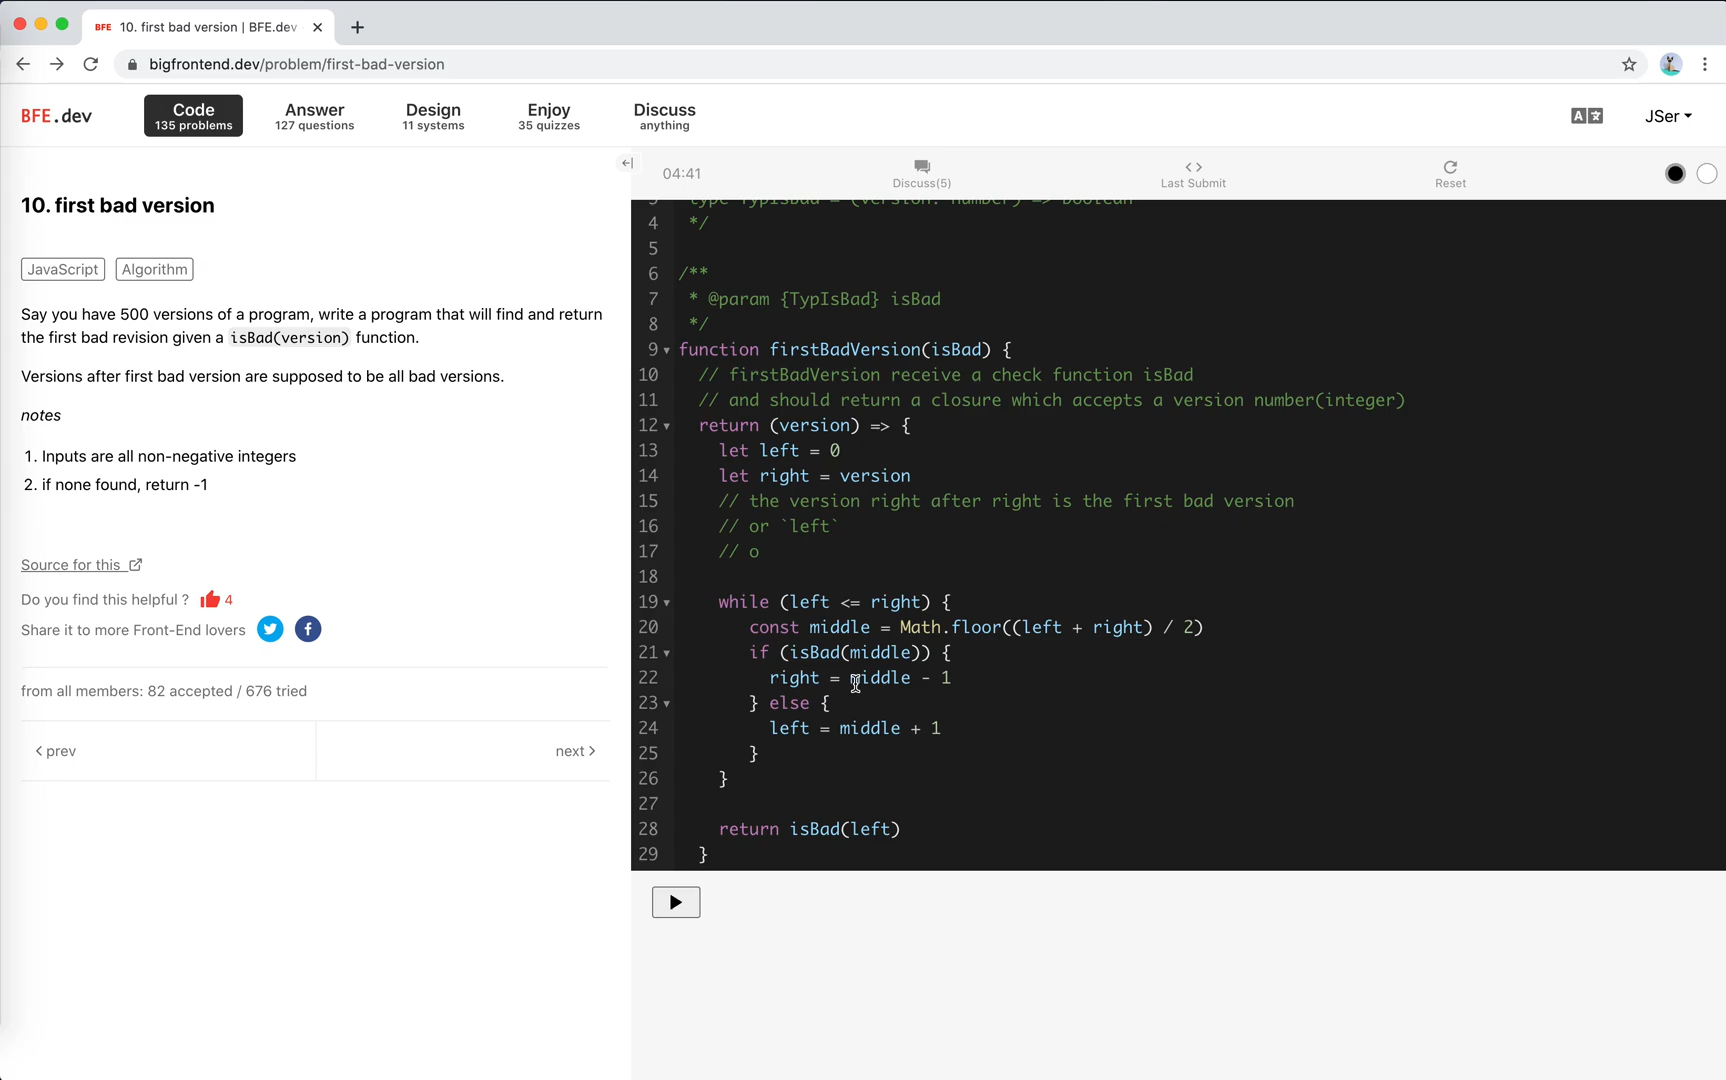 BFE 10. first bad version | BFE.dev
bigfrontend.dev/problem/first-bad-version
BFE.dev
Code
135 problems
Answer
127 questions
Design
11 systems
Enjoy
35 quizzes
Discuss
anything
JSer
10. first bad version
JavaScript Algorithm
Say you have 500 versions of a program, write a program that will find and return
the first bad revision given a isBad(version) function.
Versions after first bad version are supposed to be all bad versions.
notes
1. Inputs are all non-negative integers
2. if none found, return -1
Source for this
Do you find this helpful ? 4
Share it to more Front-End lovers
from all members: 82 accepted / 676 tried
< prev
next >
04:41
Discuss(5)
Last Submit
Reset
3 type TypIsBad = (version: number) => boolean
4 */
5
6 /**
7 * @param {TypIsBad} isBad
8 */
9 function firstBadVersion(isBad) {
10 // firstBadVersion receive a check function isBad
11 // and should return a closure which accepts a version number(integer)
12 return (version) => {
13 let left = 0
14 let right = version
15 // the version right after right is the first bad version
16 // or `left`
17 // o
18
19 while (left <= right) {
20 const middle = Math.floor((left + right) / 2)
21 if (isBad(middle)) {
22 right = middle - 1
23 } else {
24 left = middle + 1
25 }
26 }
27
28 return isBad(left)
29 }